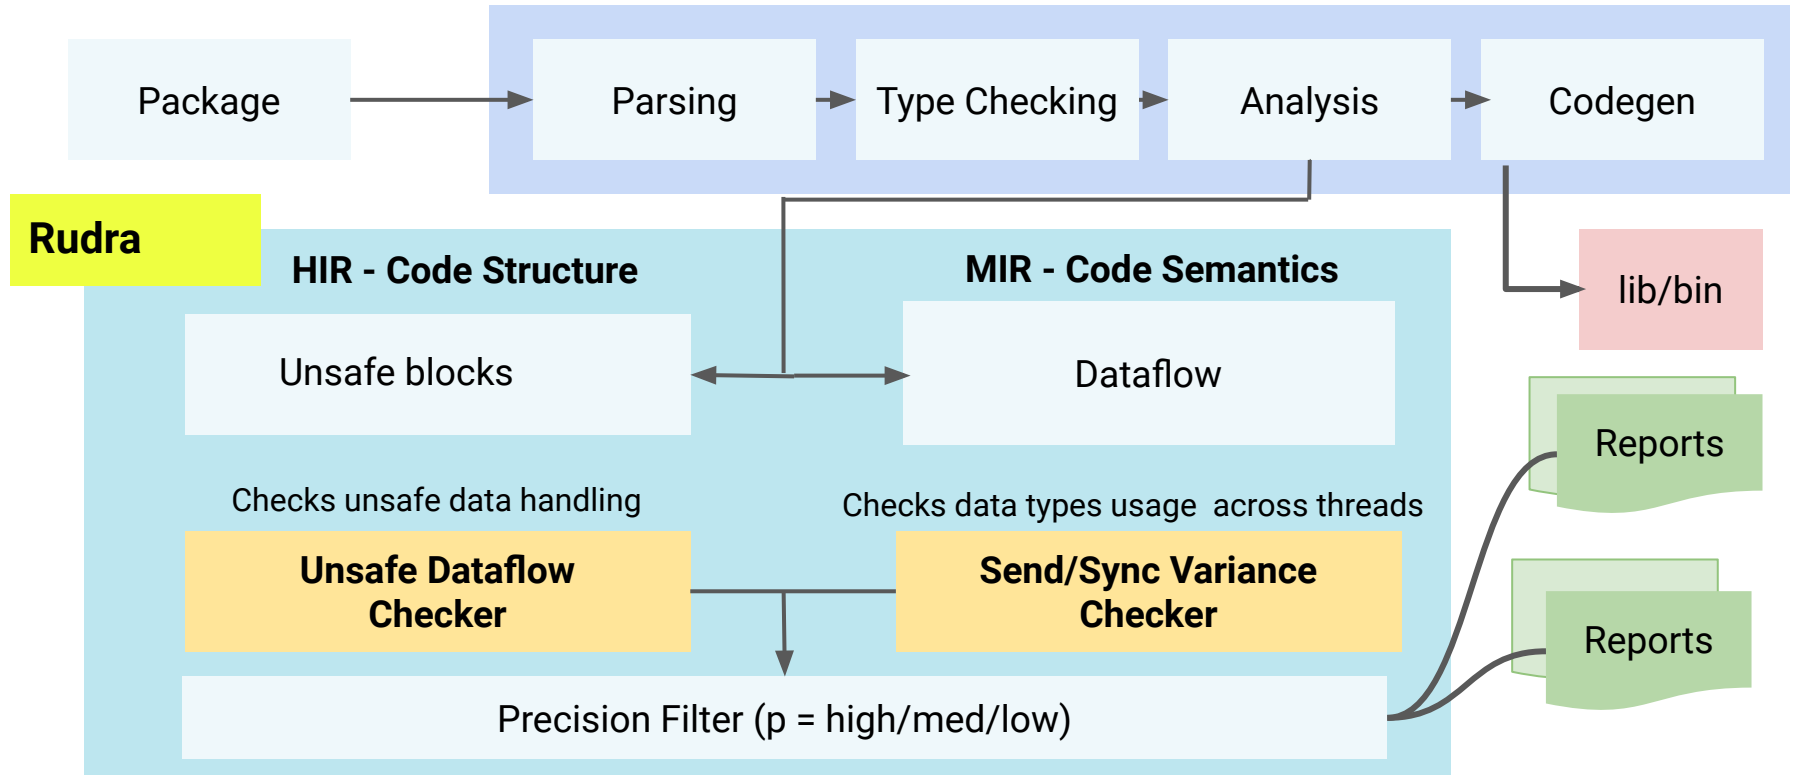 Package
Parsing
Type Checking
Analysis
Codegen
Rudra
HIR - Code Structure
MIR - Code Semantics
lib/bin
Unsafe blocks
Dataflow
Reports
Checks unsafe data handling
Checks data types usage  across threads
Unsafe Dataflow
Checker
Send/Sync Variance
Checker
Reports
Precision Filter (p = high/med/low)